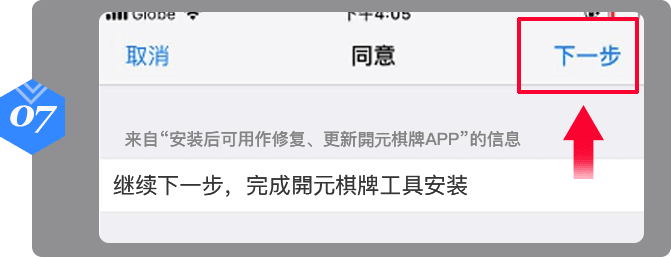 Globe 下午4:05
取消 同意 下一步
07
来自“安装后可用作修复、更新開元棋牌APP”的信息
继续下一步，完成開元棋牌工具安装